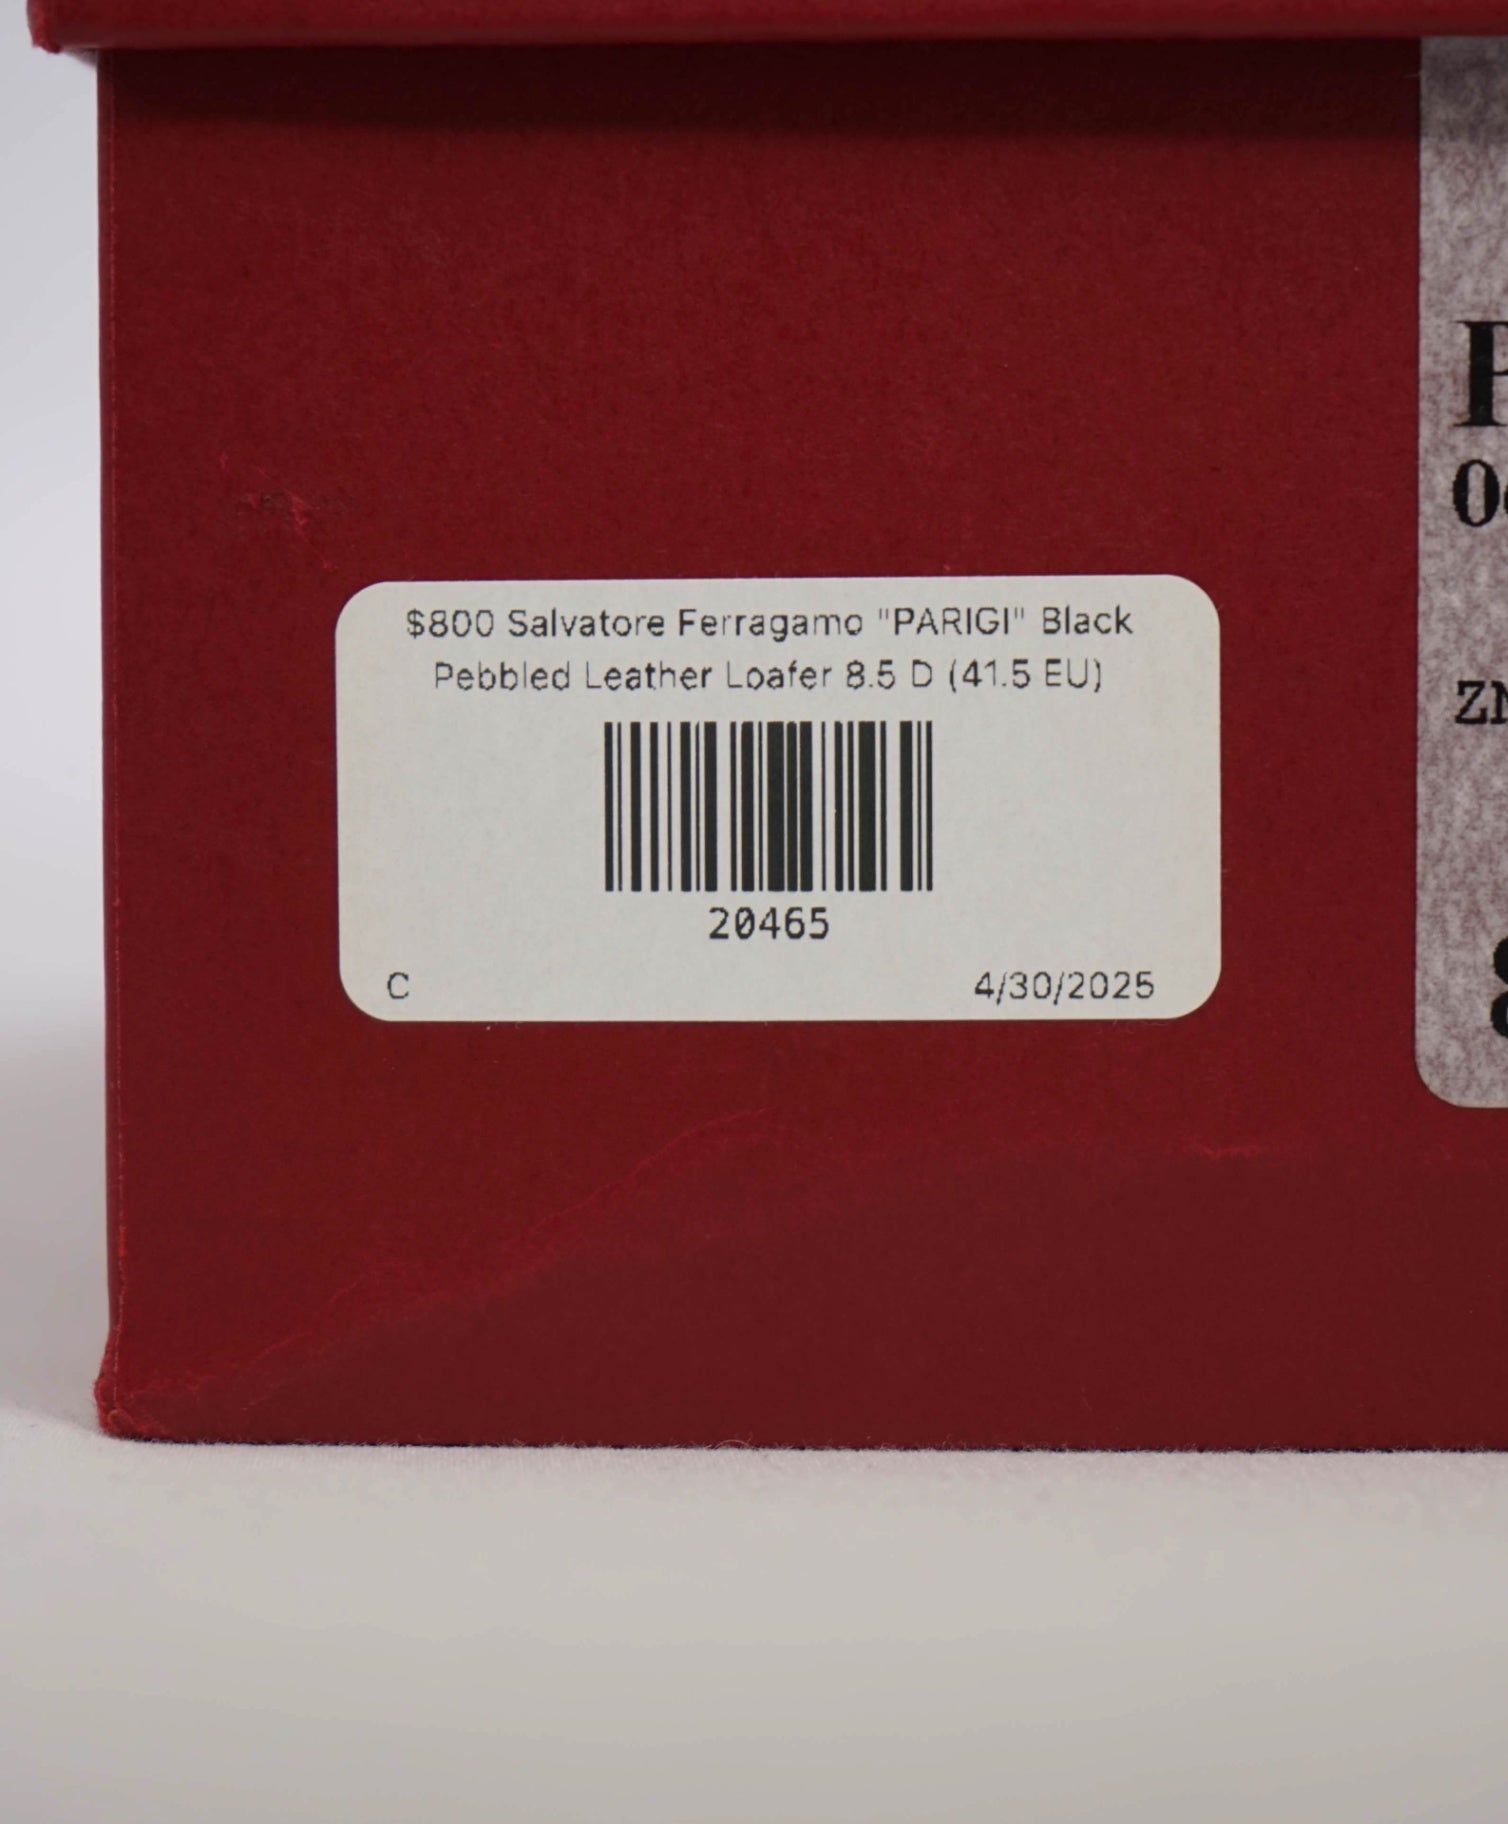 $800 Salvatore Ferragamo "PARIGI" Black
Pebbled Leather Loafer 8.5 D (41.5 EU)
20465
C 4/30/2025